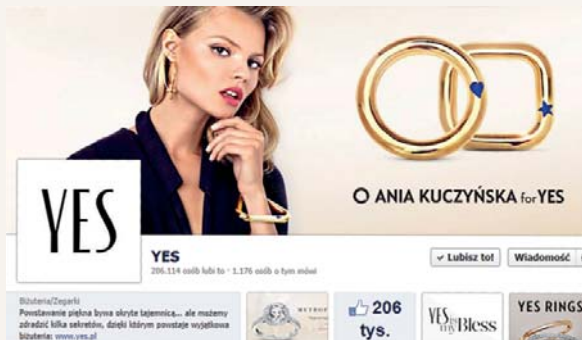 O ANIA KUCZYŃSKA for YES
YES
YES
206.114 osób lubi to · 1.176 osób o tym mówi
Lubisz to!
Wiadomość
Biżuteria/Zegarki
Powstawanie piękna bywa okryte tajemnicą... ale możemy
zdradzić kilka sekretów, dzięki którym powstaje wyjątkowa
biżuteria: www.yes.pl
206
tys.
YES is my Bless
YES RINGS